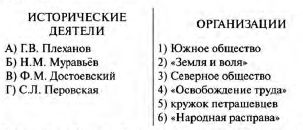 ИСТОРИЧЕСКИЕ
ДЕЯТЕЛИ
А) Г.В. Плеханов
Б) Н.М. Муравьёв
В) Ф.М. Достоевский
Г) С.Л. Перовская
ОРГАНИЗАЦИИ
1) Южное общество
2) «Земля и воля»
3) Северное общество
4) «Освобождение труда»
5) кружок петрашевцев
6) «Народная расправа»